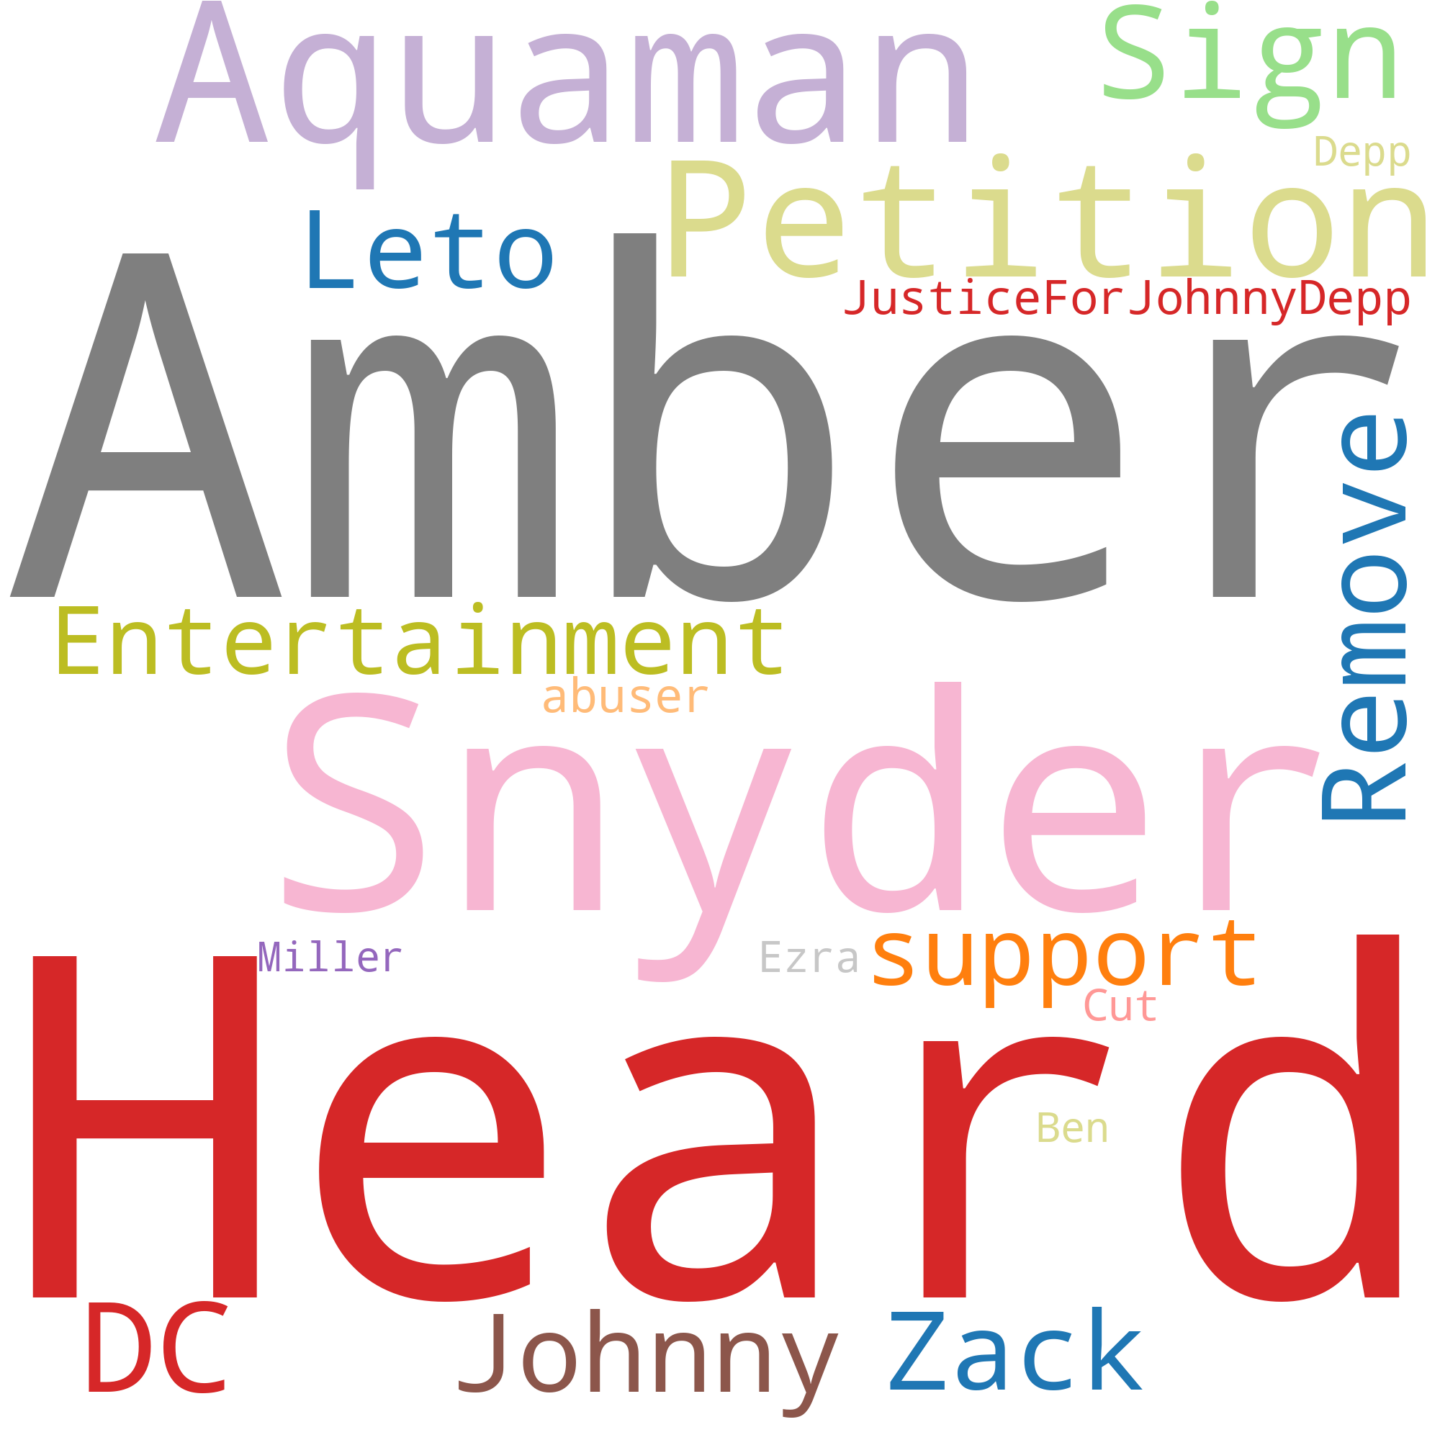 Aquaman
Sign
Depp
Petition
Leto
JusticeForJohnnyDepp
Amber
Remove
Entertainment
abuser
Snyder
support
Miller
Ezra
Cut
Heard
Ben
DC
Johnny
Zack